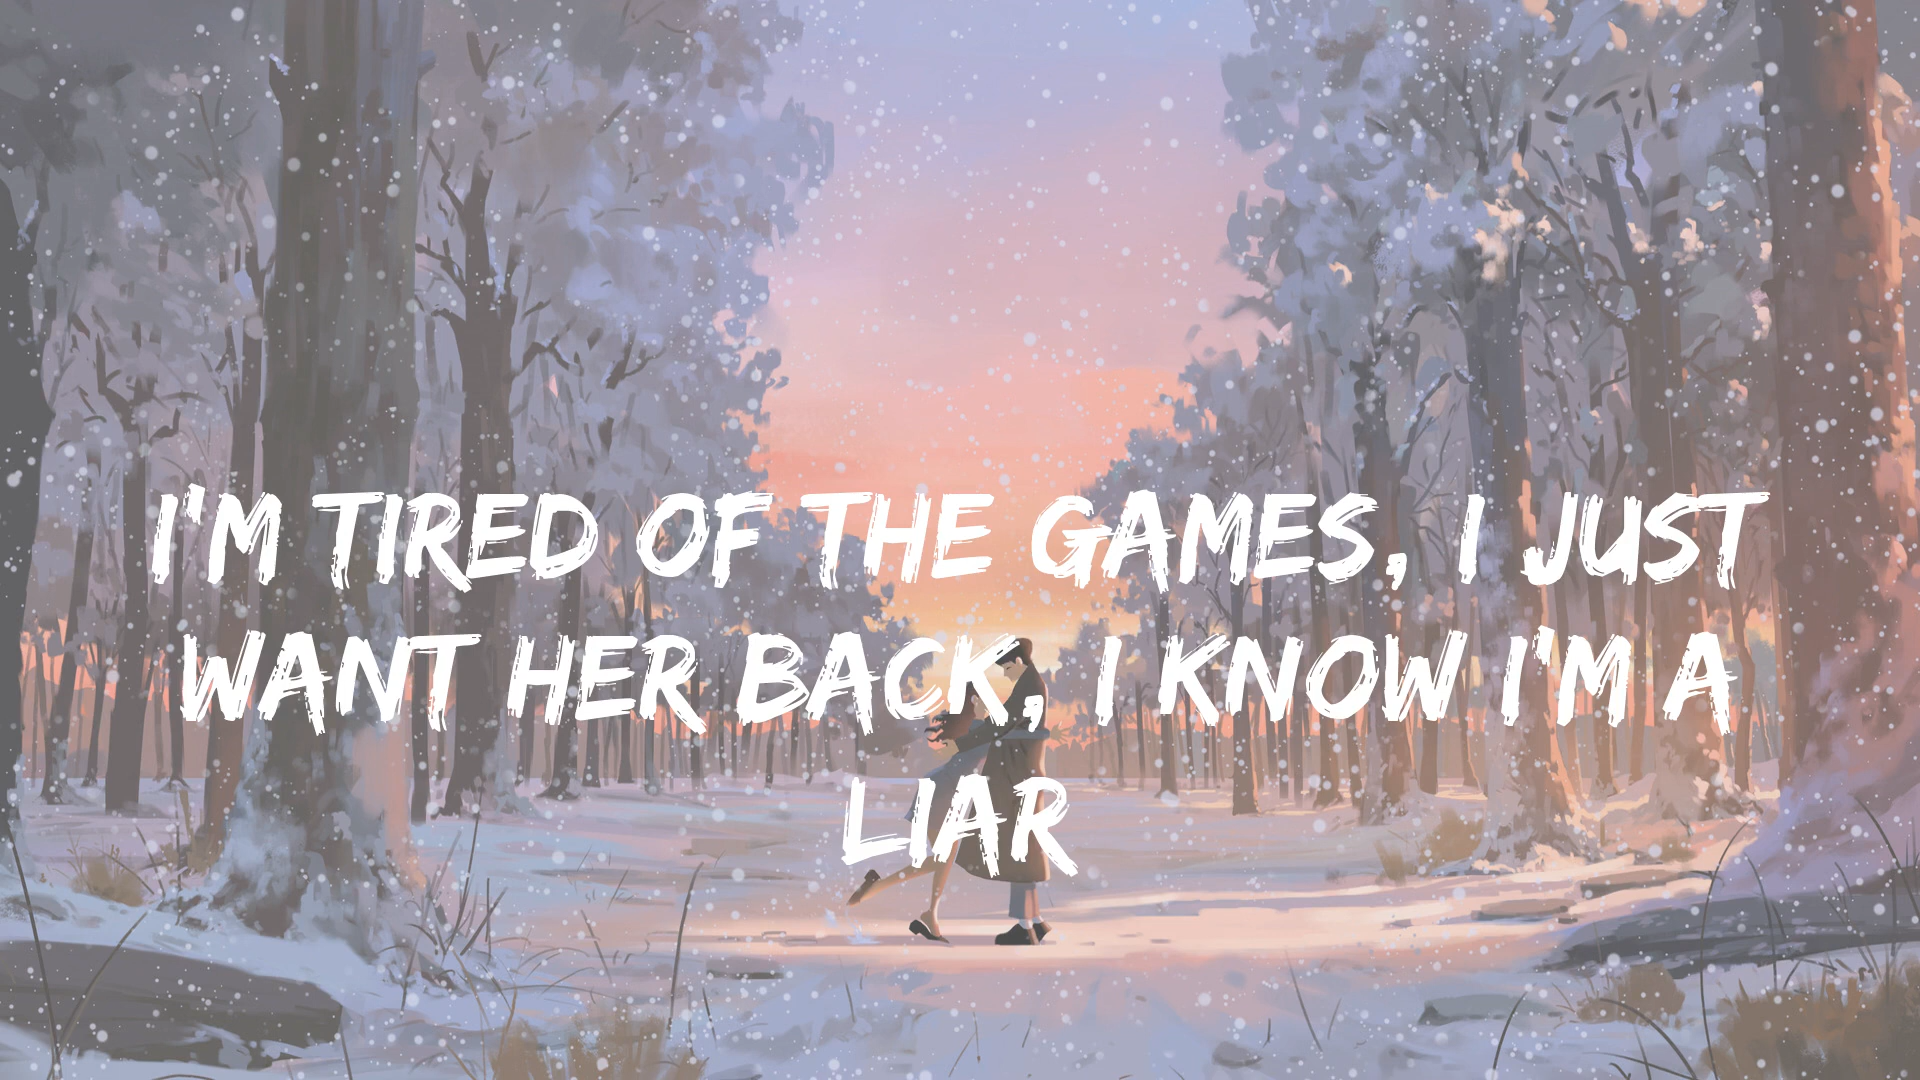 I'M TIRED OF THE GAMES, I JUST
WANT HER BACK, I KNOW I'M A
LIAR